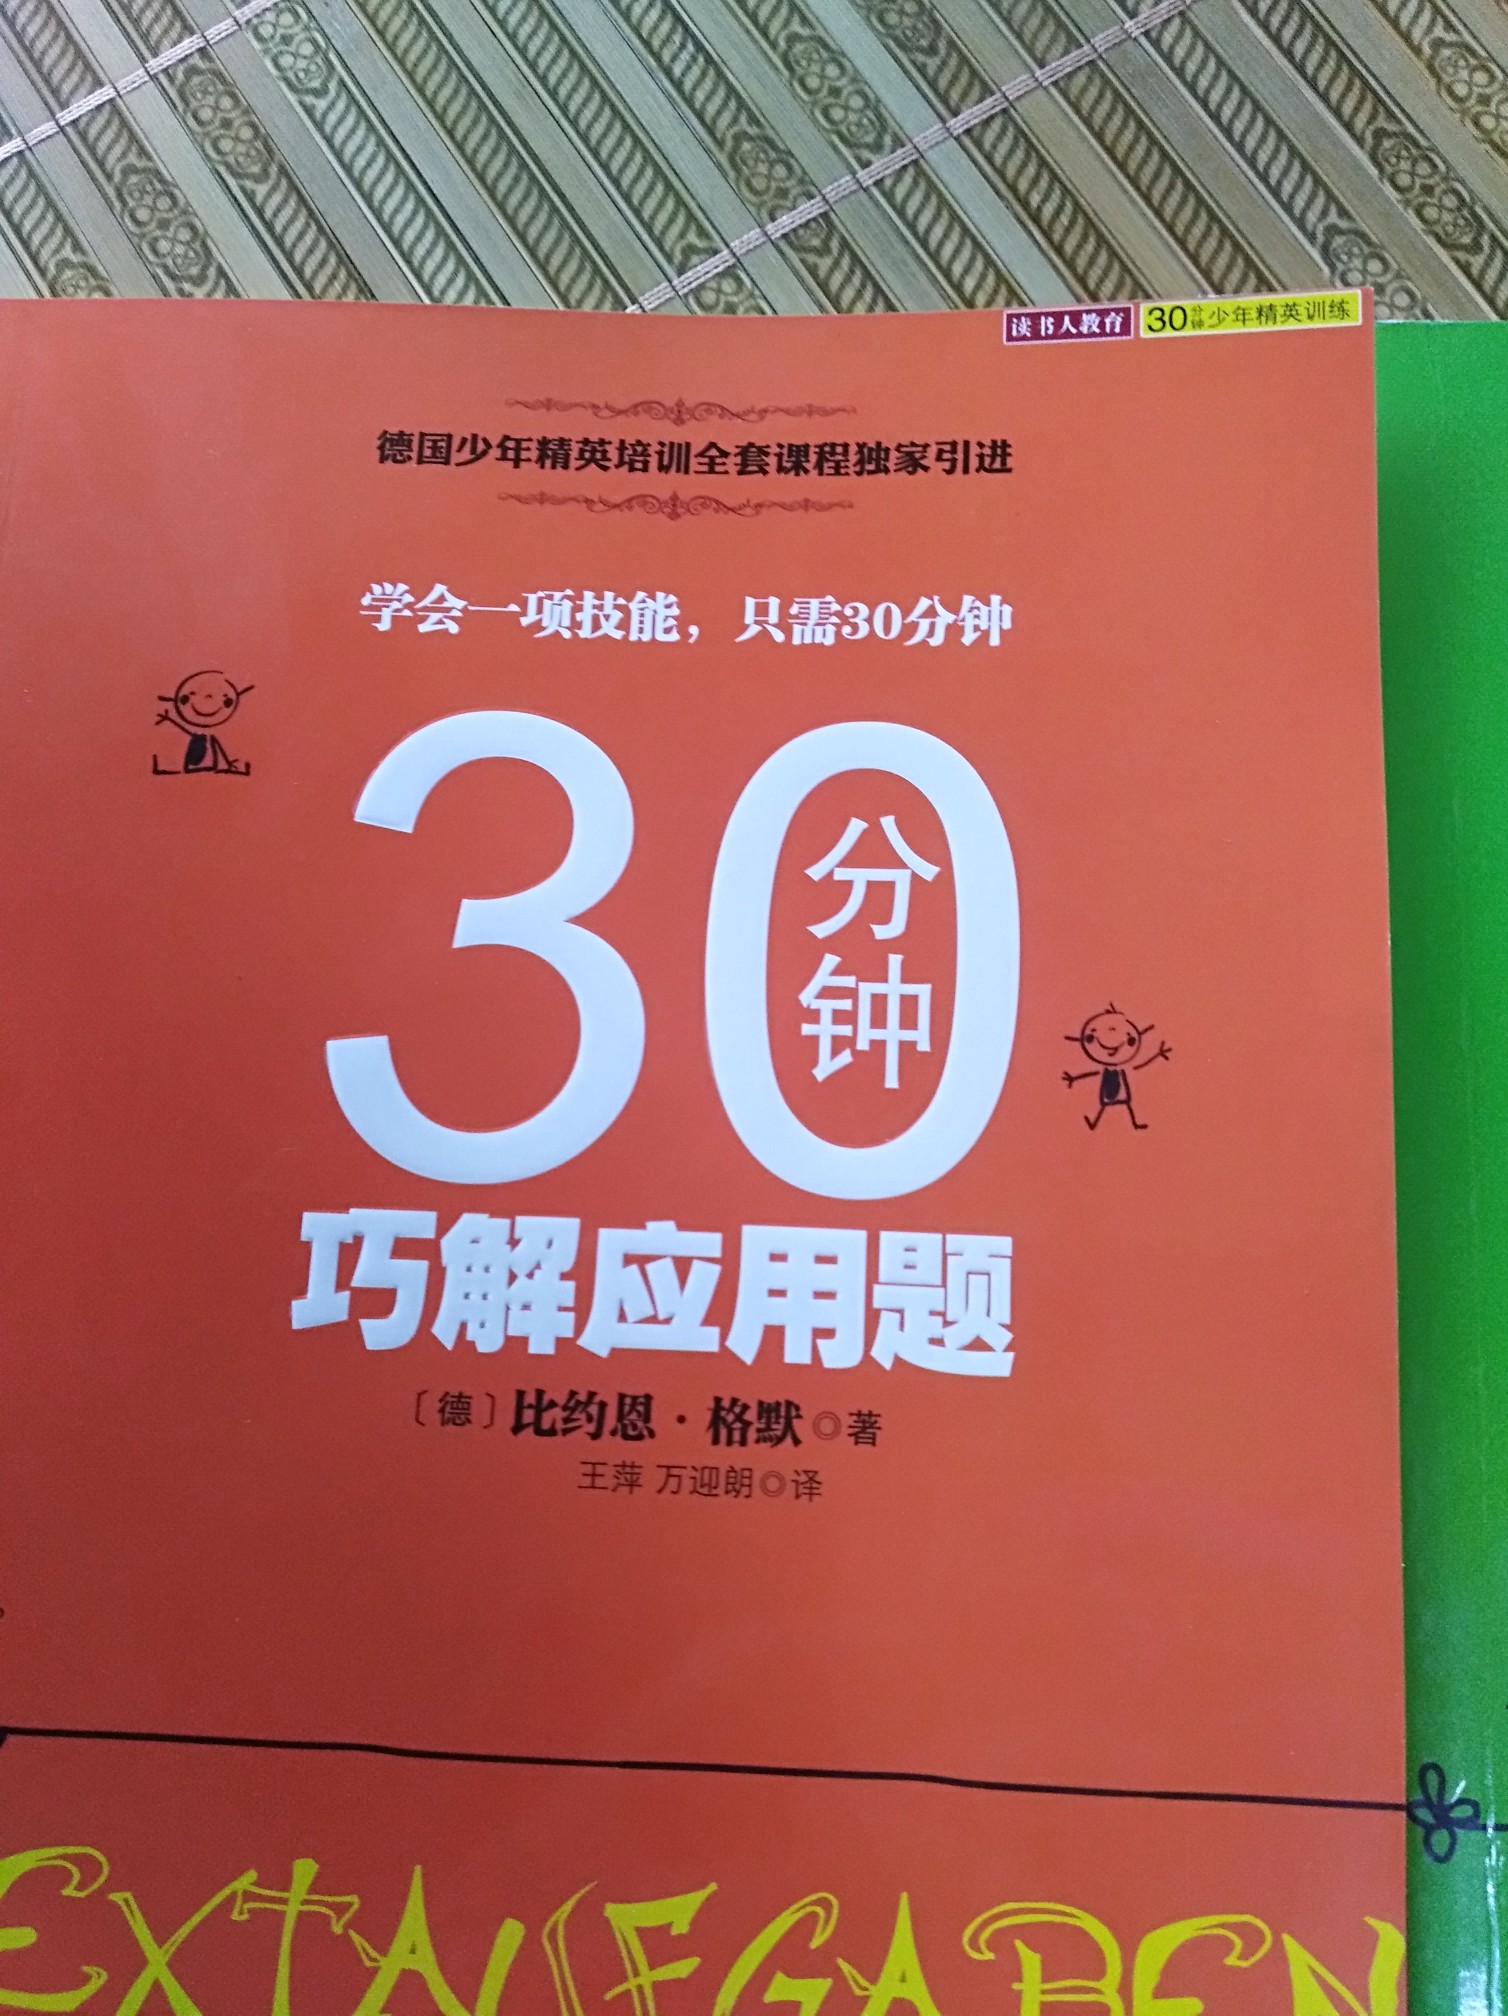 读书人教育 30分钟少年精英训练
德国少年精英培训全套课程独家引进
学会一项技能，只需30分钟
30分钟
巧解应用题
〔德〕比约恩·格默◎著
王萍 万迎朗◎译
EXTAUFGABEN